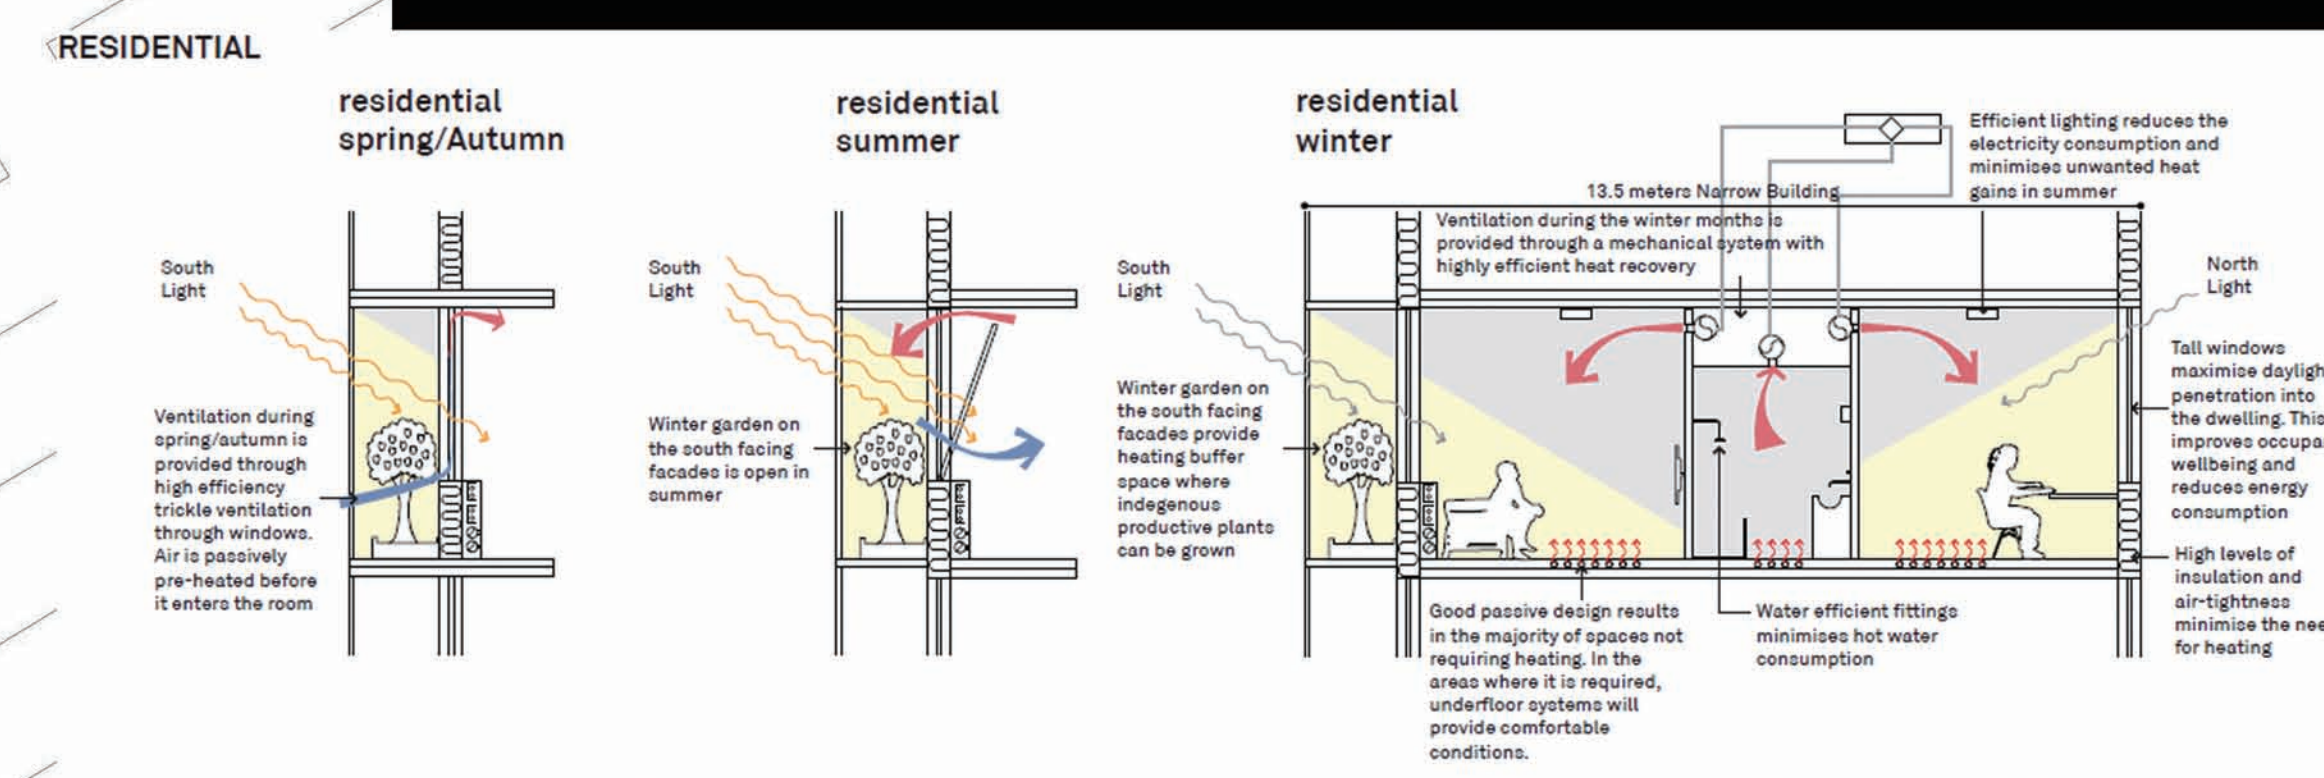 RESIDENTIAL
residential
spring/Autumn
South
Light
Ventilation during
spring/autumn is
provided through
high efficiency
trickle ventilation
through windows.
Air is passively
pre-heated before
it enters the room
residential
summer
South
Light
Winter garden on
the south facing
facades is open in
summer
residential
winter
13.5 meters Narrow Building
Ventilation during the winter months is
provided through a mechanical system with
highly efficient heat recovery
Efficient lighting reduces the
electricity consumption and
minimises unwanted heat
gains in summer
South
Light
Winter garden on
the south facing
facades provide
heating buffer
space where
indegenous
productive plants
can be grown
North
Light
Tall windows
maximise dayligh
penetration into
the dwelling. This
improves occupa
wellbeing and
reduces energy
consumption
High levels of
insulation and
air-tightness
minimise the nee
for heating
Good passive design results
in the majority of spaces not
requiring heating. In the
areas where it is required,
underfloor systems will
provide comfortable
conditions.
Water efficient fittings
minimises hot water
consumption